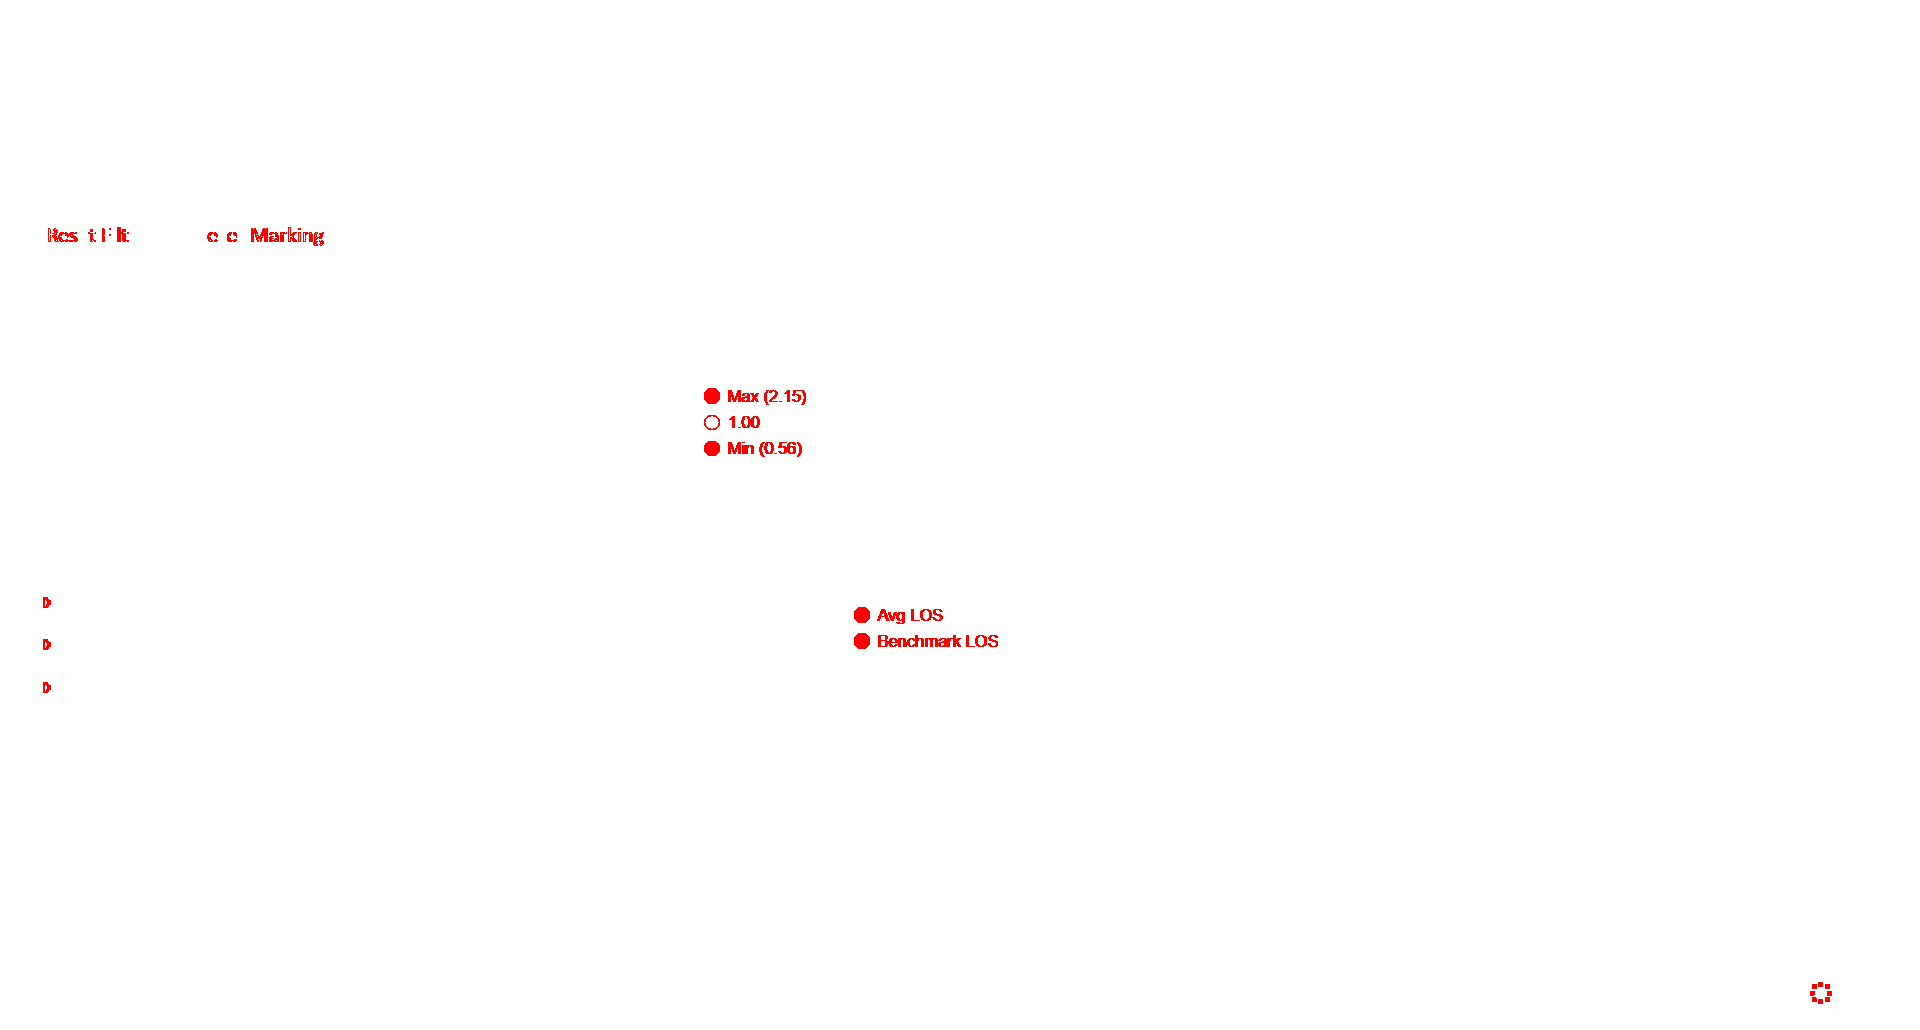 Marking
Max (2.15)
1.00
Min (0.56)
Avg LOS
Benchmark LOS